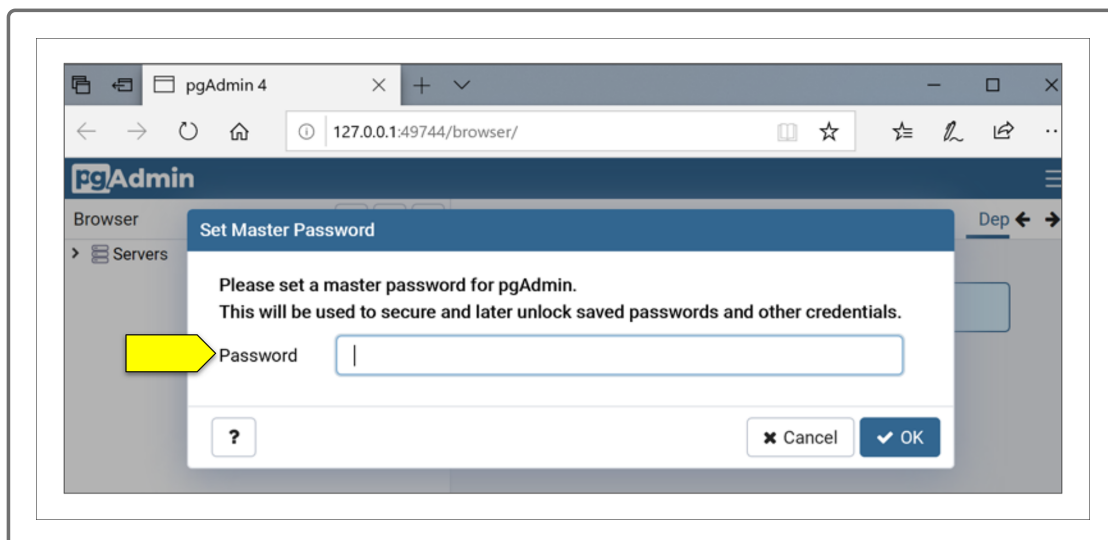 pgAdmin 4
127.0.0.1:49744/browser/
pgAdmin
Browser
Dep
Servers
Set Master Password
Please set a master password for pgAdmin.
This will be used to secure and later unlock saved passwords and other credentials.
Password
?
Cancel
OK